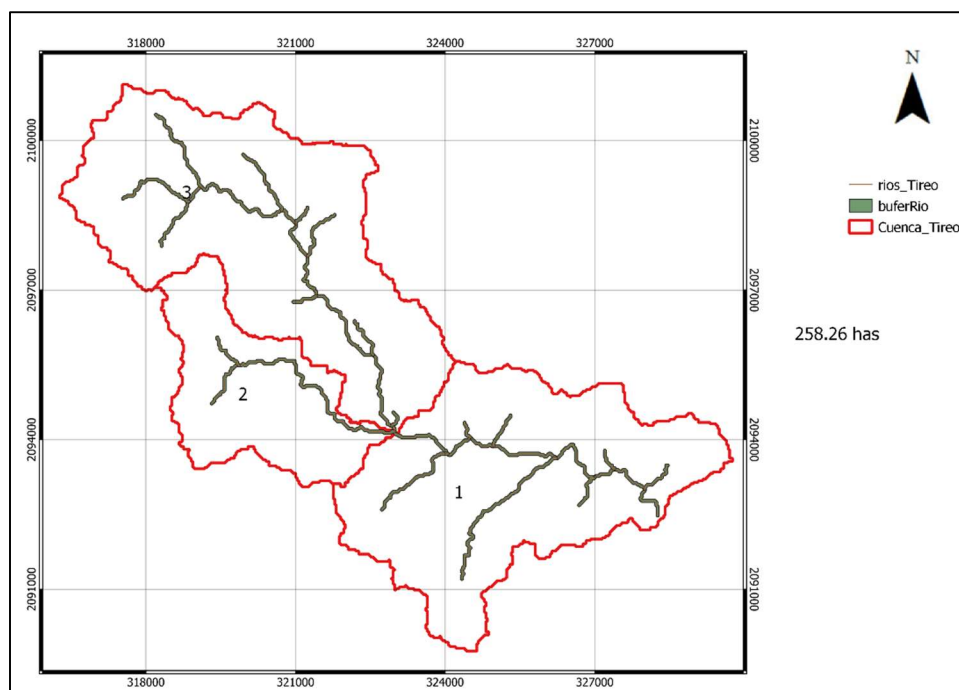 318000 321000 324000 327000
N
2100000 2100000
rios_Tireo
buferRio
Cuenca_Tireo
3
2097000 2097000
258.26 has
2
2094000 2094000
1
2091000 2091000
318000 321000 324000 327000